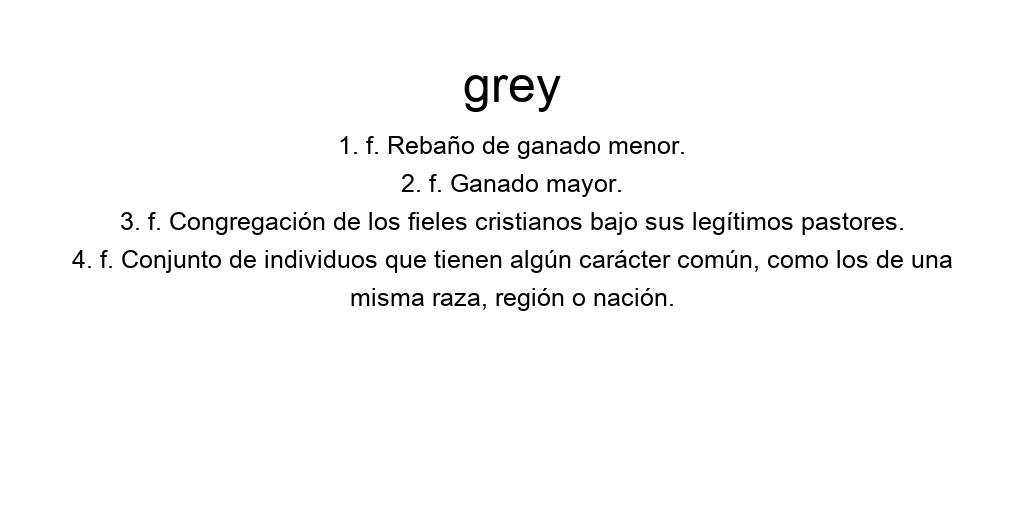 grey
1. f. Rebaño de ganado menor.
2. f. Ganado mayor.
3. f. Congregación de los fieles cristianos bajo sus legítimos pastores.
4. f. Conjunto de individuos que tienen algún carácter común, como los de una
misma raza, región o nación.